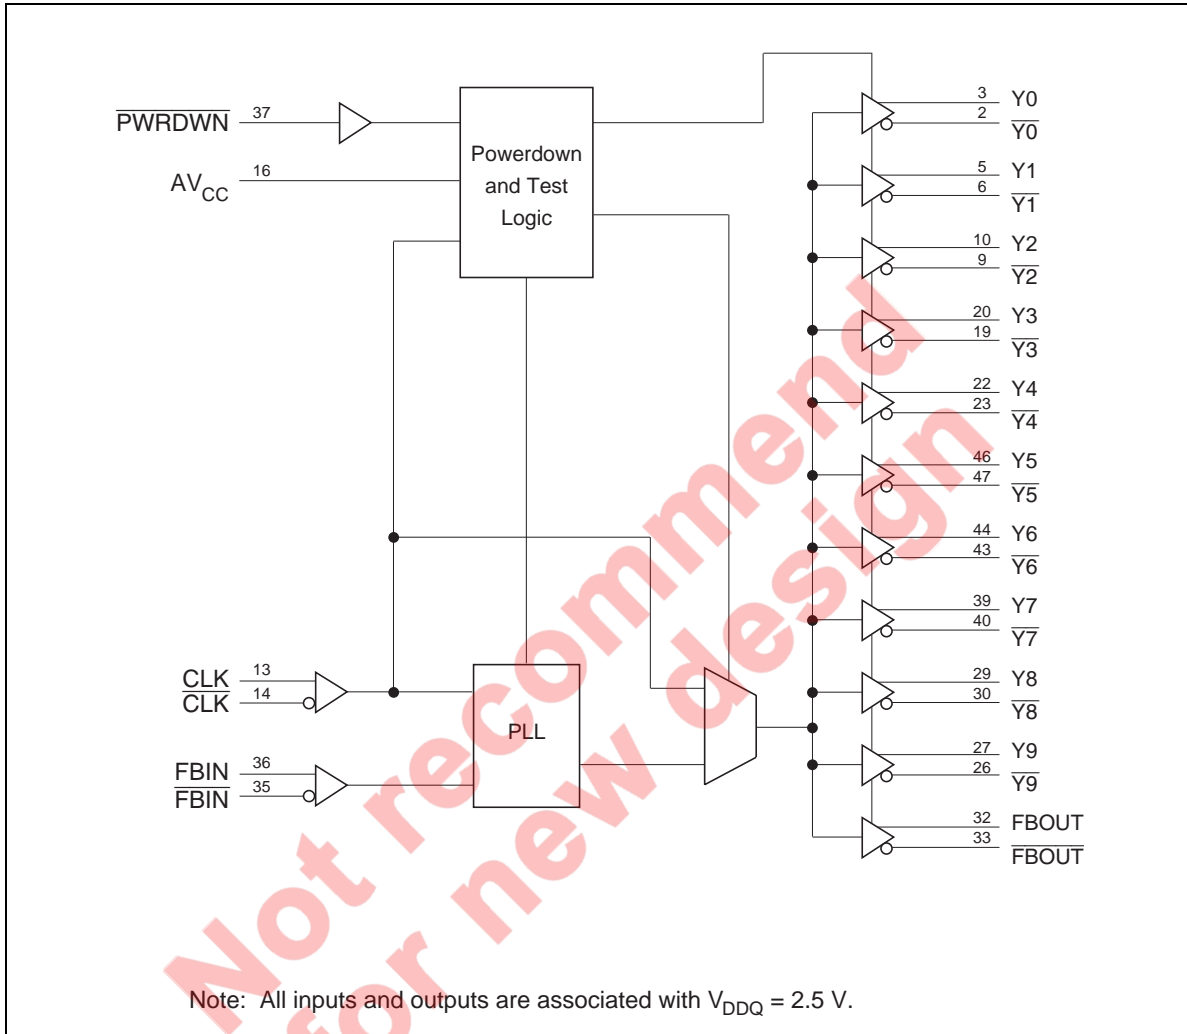 PWRDWN 37
AVCC 16
Powerdown
and Test
Logic
CLK 13
CLK 14
FBIN 36
FBIN 35
PLL
3 Y0
2 Y0
5 Y1
6 Y1
10 Y2
9 Y2
20 Y3
19 Y3
22 Y4
23 Y4
46 Y5
47 Y5
44 Y6
43 Y6
39 Y7
40 Y7
29 Y8
30 Y8
27 Y9
26 Y9
32 FBOUT
33 FBOUT
Not recommend
for new design
Note: All inputs and outputs are associated with VDDQ = 2.5 V.